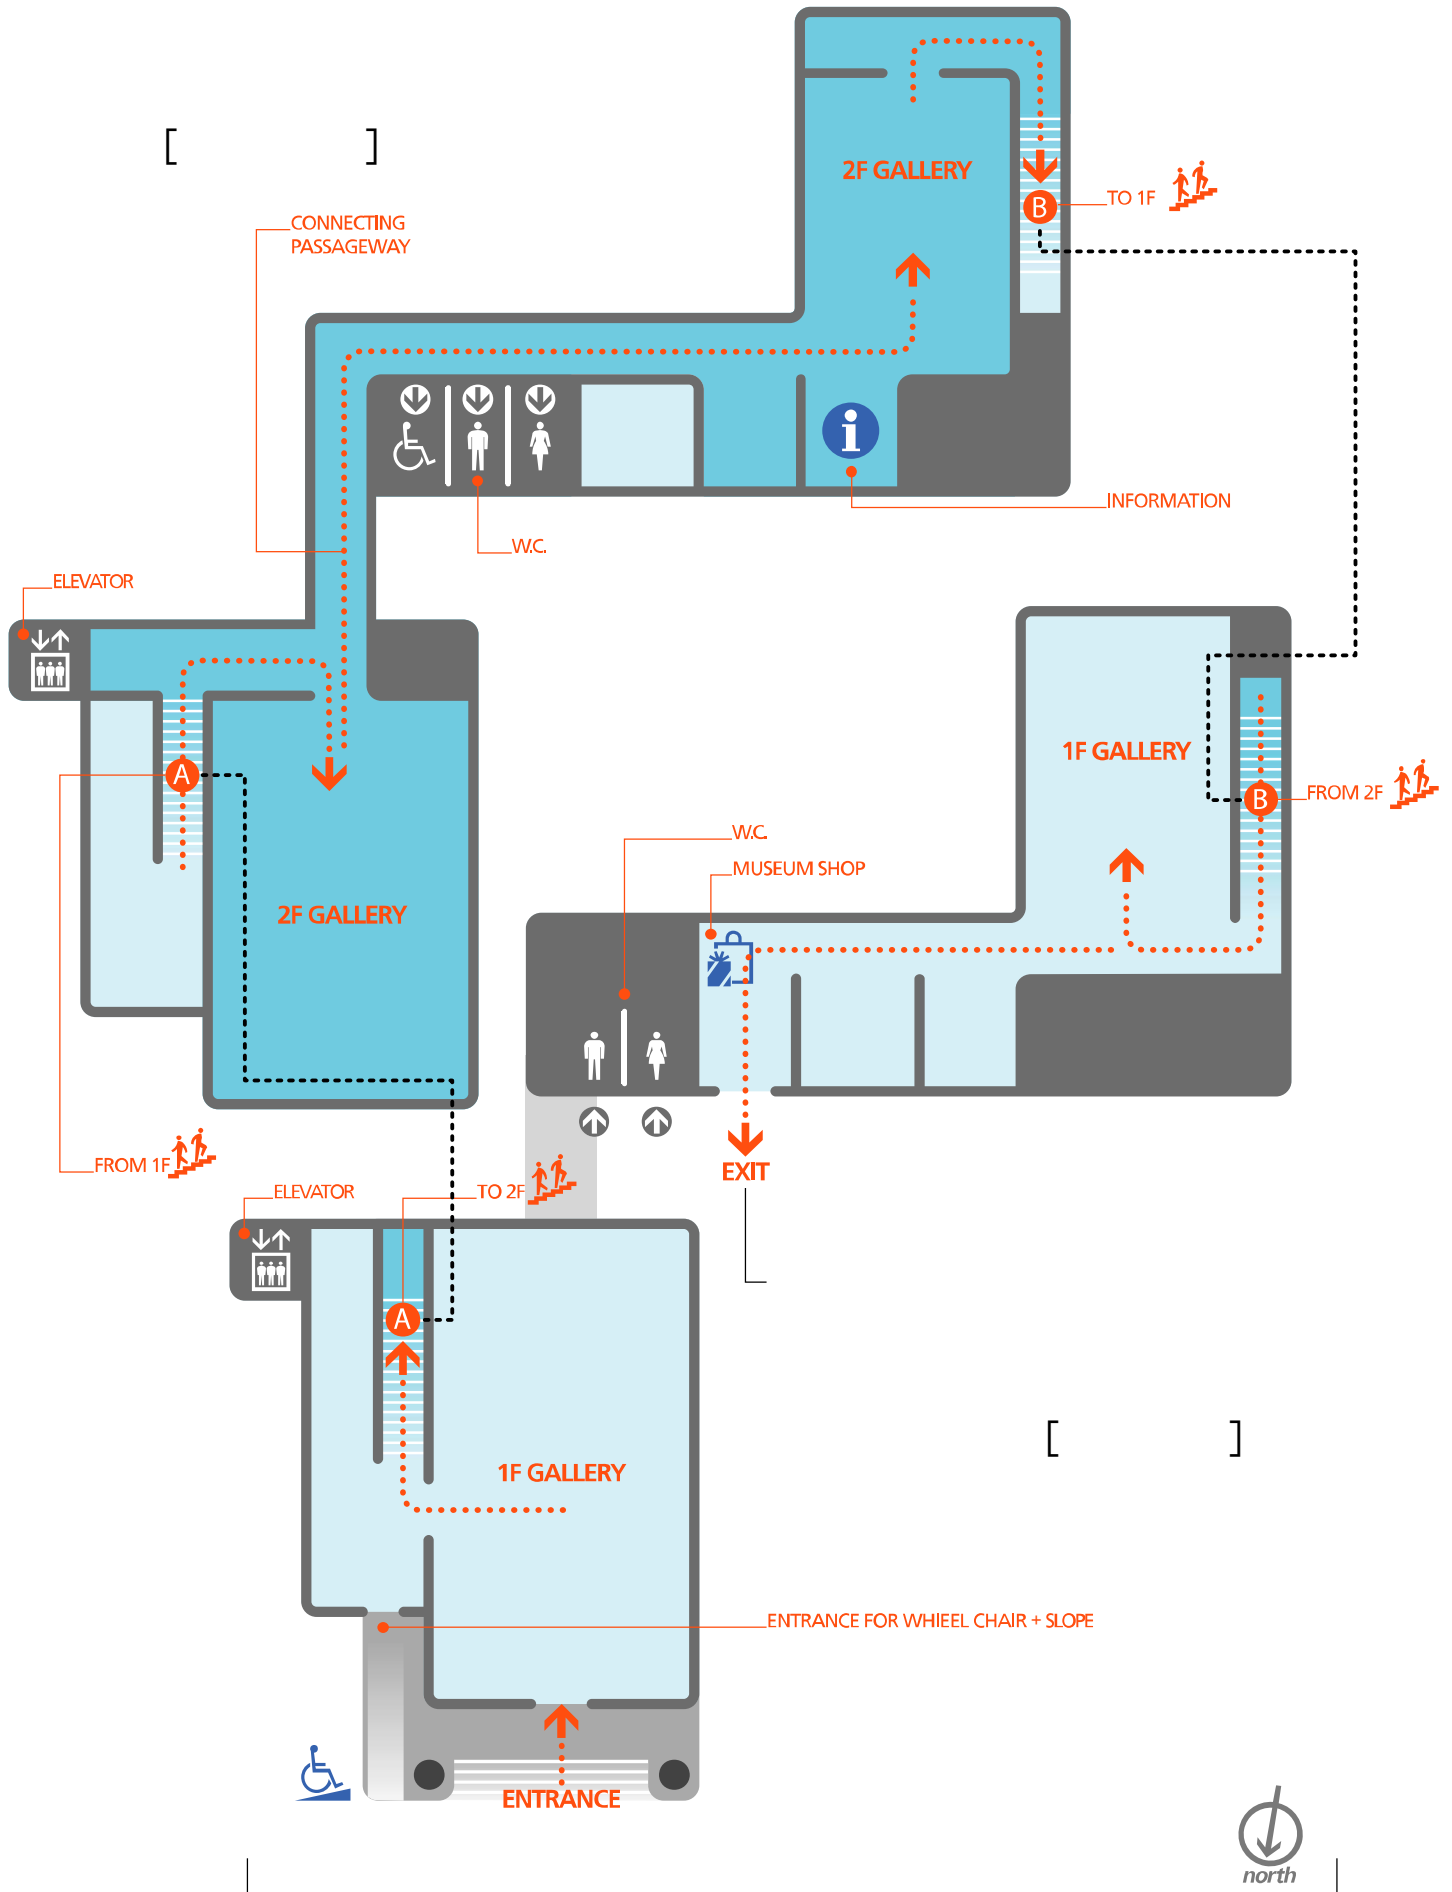 [ ]
2F GALLERY
B
TO 1F
CONNECTING
PASSAGEWAY
i
INFORMATION
W.C.
ELEVATOR
A
2F GALLERY
FROM 1F
1F GALLERY
B
FROM 2F
W.C.
MUSEUM SHOP
EXIT
ELEVATOR
TO 2F
A
1F GALLERY
[ ]
ENTRANCE FOR WHIEEL CHAIR + SLOPE
ENTRANCE
north